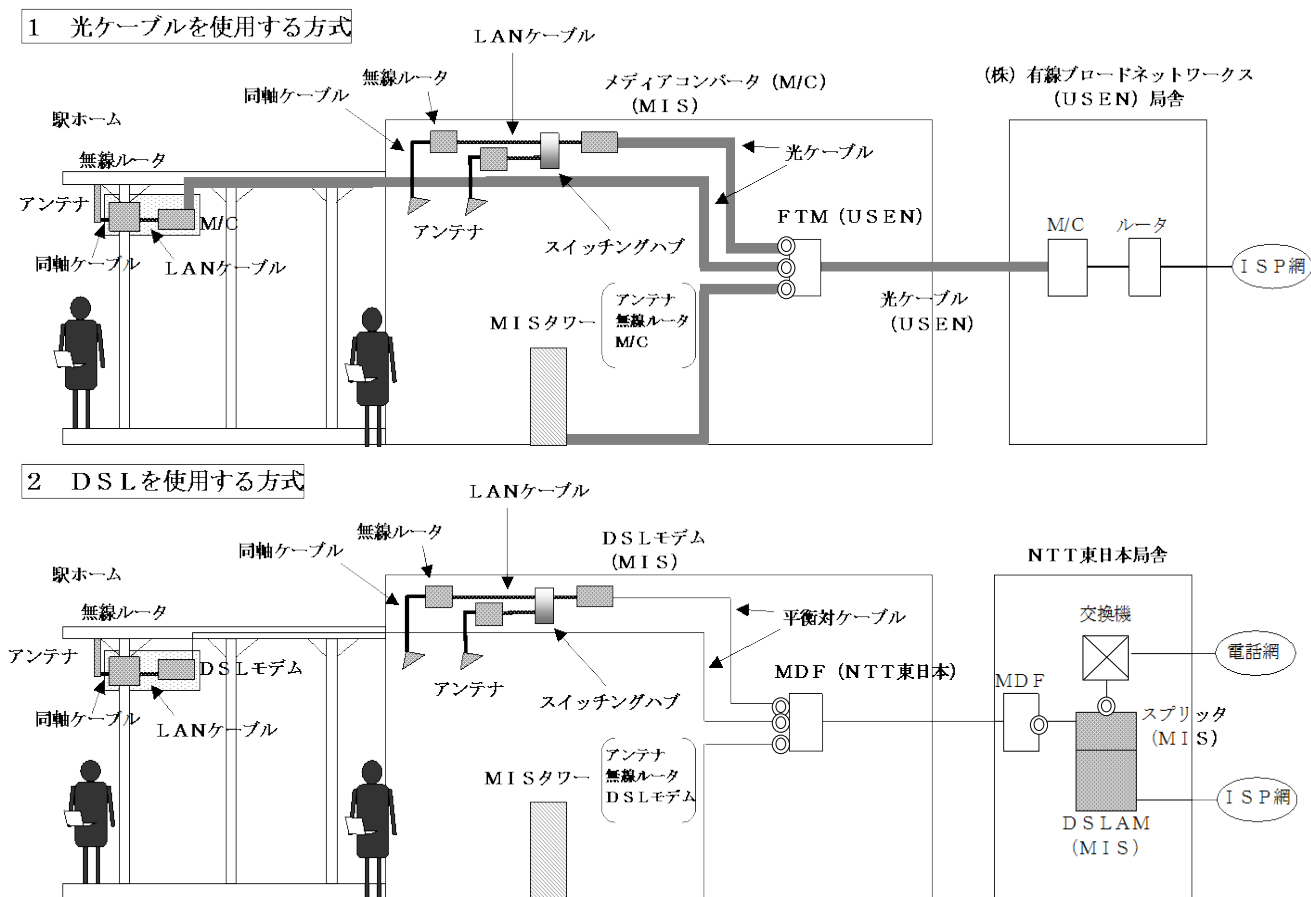 １　光ケーブルを使用する方式
ＬＡＮケーブル
無線ルータ
同軸ケーブル
メディアコンバータ（M/C）
（ＭＩＳ）
（株）有線ブロードネットワークス
（ＵＳＥＮ）局舎
駅ホーム
無線ルータ
アンテナ
M/C
同軸ケーブル
ＬＡＮケーブル
アンテナ
スイッチングハブ
光ケーブル
ＦＴＭ（ＵＳＥＮ）
M/C
ルータ
ＩＳＰ網
光ケーブル
（ＵＳＥＮ）
ＭＩＳタワー
アンテナ
無線ルータ
M/C
２　ＤＳＬを使用する方式
ＬＡＮケーブル
無線ルータ
同軸ケーブル
ＤＳＬモデム
（ＭＩＳ）
ＮＴＴ東日本局舎
駅ホーム
無線ルータ
アンテナ
ＤＳＬモデム
同軸ケーブル
ＬＡＮケーブル
アンテナ
スイッチングハブ
平衡対ケーブル
ＭＤＦ（ＮＴＴ東日本）
交換機
電話網
ＭＤＦ
スプリッタ
（ＭＩＳ）
ＭＩＳタワー
アンテナ
無線ルータ
ＤＳＬモデム
ＩＳＰ網
ＤＳＬＡＭ
（ＭＩＳ）